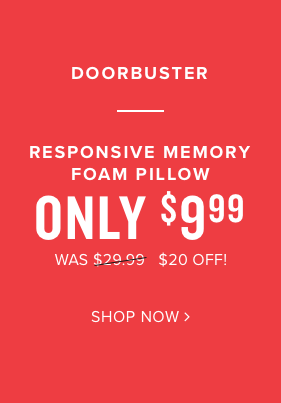 DOORBUSTER
RESPONSIVE MEMORY
FOAM PILLOW
ONLY $999
WAS $29.99 $20 OFF!
SHOP NOW >